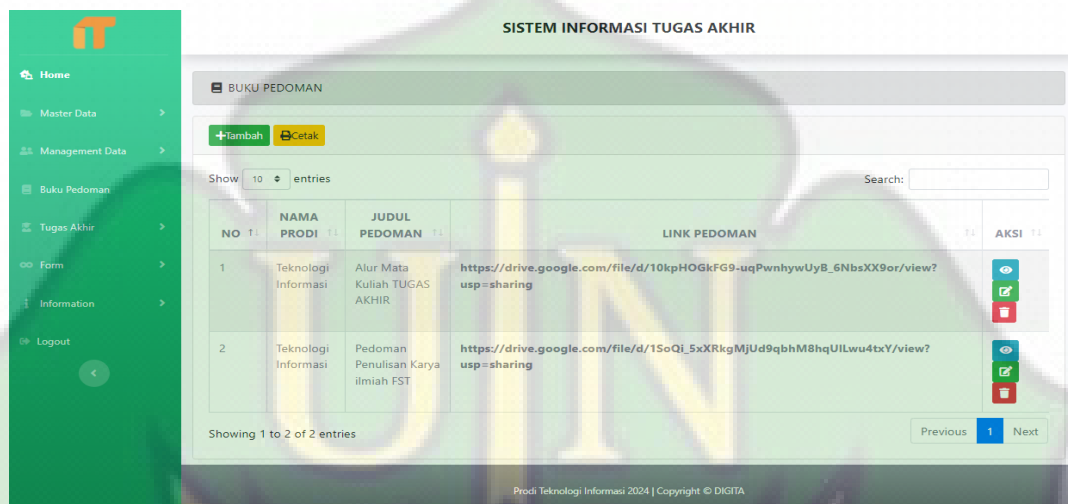 SISTEM INFORMASI TUGAS AKHIR
Home
Master Data
Management Data
Buku Pedoman
Tugas Akhir
Form
Information
Logout
BUKU PEDOMAN
+Tambah Cetak
Show 10 entries Search:
NO NAMA PRODI JUDUL PEDOMAN LINK PEDOMAN AKSI
1 Teknologi Informasi Alur Mata Kuliah TUGAS AKHIR https://drive.google.com/file/d/10kpHOGkFG9-uqPwnhywUyB_6NbsXX9or/view?usp=sharing
2 Teknologi Informasi Pedoman Penulisan Karya ilmiah FST https://drive.google.com/file/d/1SoQi_5xXRkgMjUd9qbhM8hqUlLwu4txY/view?usp=sharing
Showing 1 to 2 of 2 entries
Previous 1 Next
Prodi Teknologi Informasi 2024 | Copyright © DIGITA
UIN